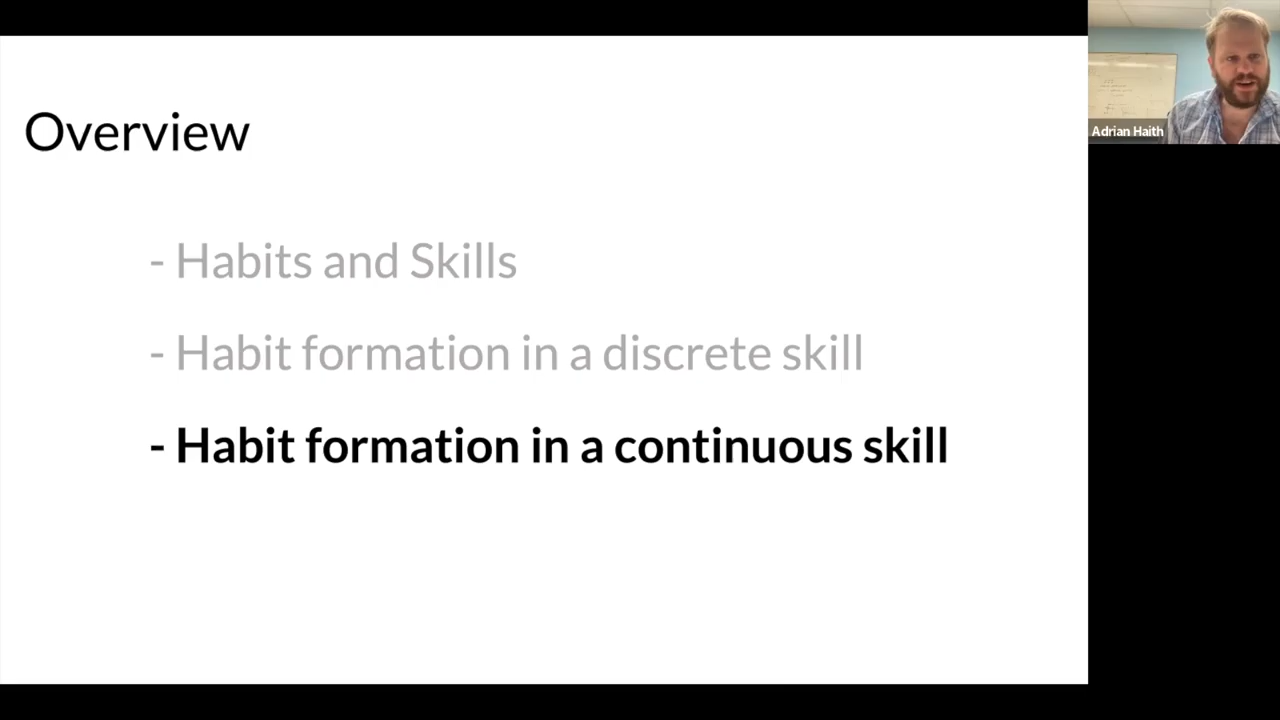 Overview
- Habits and Skills
- Habit formation in a discrete skill
- Habit formation in a continuous skill
Adrian Haith